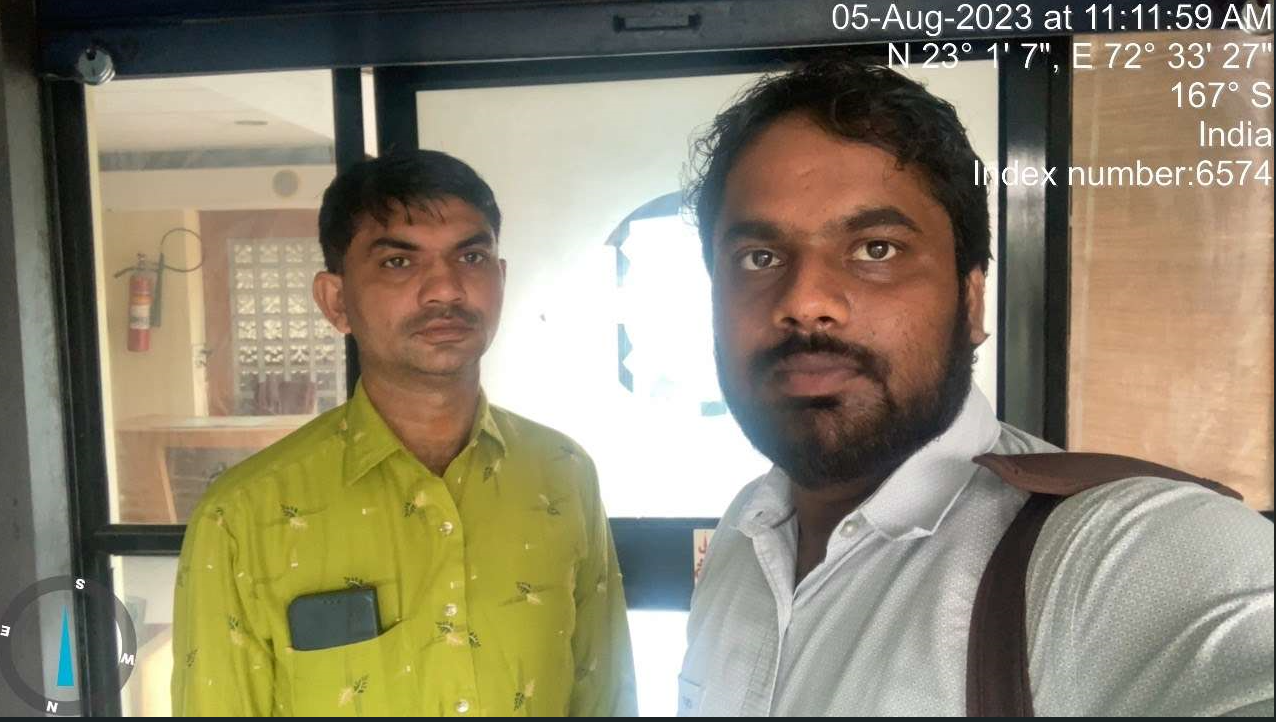 05-Aug-2023 at 11:11:59 AM
N 23° 1' 7", E 72° 33' 27"
167° S
India
Index number:6574
S
E
W
N